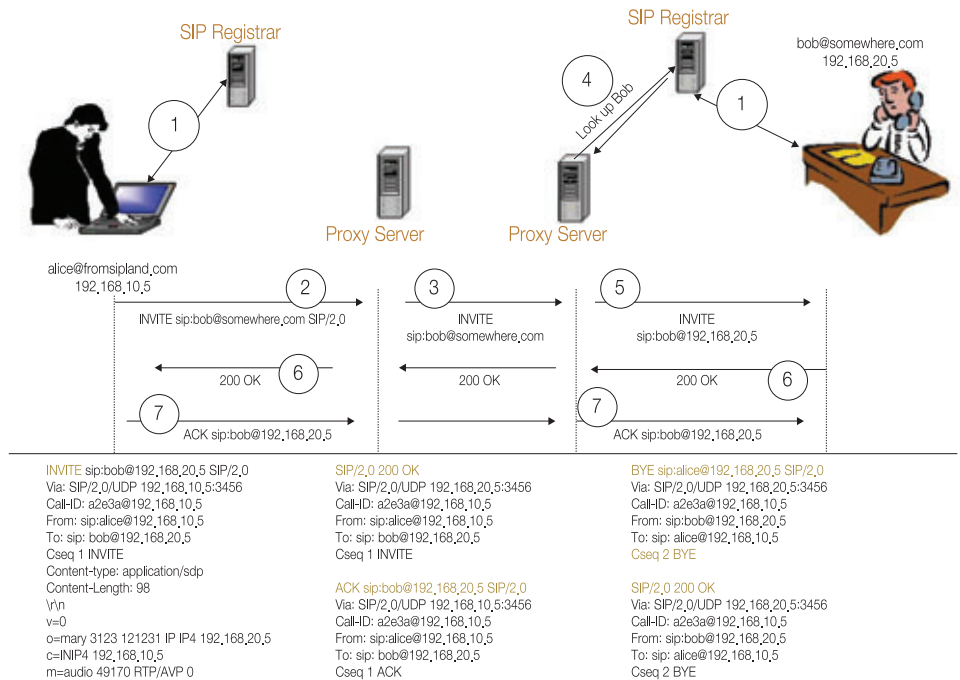 SIP Registrar
SIP Registrar
bob@somewhere.com
192.168.20.5
4
Look up Bob
1
1
Proxy Server
Proxy Server
alice@fromsipland.com
192.168.10.5
2
3
5
INVITE sip:bob@somewhere.com SIP/2.0
INVITE
sip:bob@somewhere.com
INVITE
sip:bob@192.168.20.5
6
200 OK
200 OK
200 OK
6
7
ACK sip:bob@192.168.20.5
7
ACK sip:bob@192.168.20.5
INVITE sip:bob@192.168.20.5 SIP/2.0
Via: SIP/2.0/UDP 192.168.10.5:3456
Call-ID: a2e3a@192.168.10.5
From: sip:alice@192.168.10.5
To: sip: bob@192.168.20.5
Cseq 1 INVITE
Content-type: application/sdp
Content-Length: 98
\r\n
v=0
o=mary 3123 121231 IP IP4 192.168.20.5
c=INIP4 192.168.10.5
m=audio 49170 RTP/AVP 0
SIP/2.0 200 OK
Via: SIP/2.0/UDP 192.168.20.5:3456
Call-ID: a2e3a@192.168.10.5
From: sip:alice@192.168.10.5
To: sip: bob@192.168.20.5
Cseq 1 INVITE
ACK sip:bob@192.168.20.5 SIP/2.0
Via: SIP/2.0/UDP 192.168.10.5:3456
Call-ID: a2e3a@192.168.10.5
From: sip:alice@192.168.10.5
To: sip: bob@192.168.20.5
Cseq 1 ACK
BYE sip:alice@192.168.20.5 SIP/2.0
Via: SIP/2.0/UDP 192.168.20.5:3456
Call-ID: a2e3a@192.168.10.5
From: sip:bob@192.168.20.5
To: sip: alice@192.168.10.5
Cseq 2 BYE
SIP/2.0 200 OK
Via: SIP/2.0/UDP 192.168.20.5:3456
Call-ID: a2e3a@192.168.10.5
From: sip:bob@192.168.20.5
To: sip: alice@192.168.10.5
Cseq 2 BYE